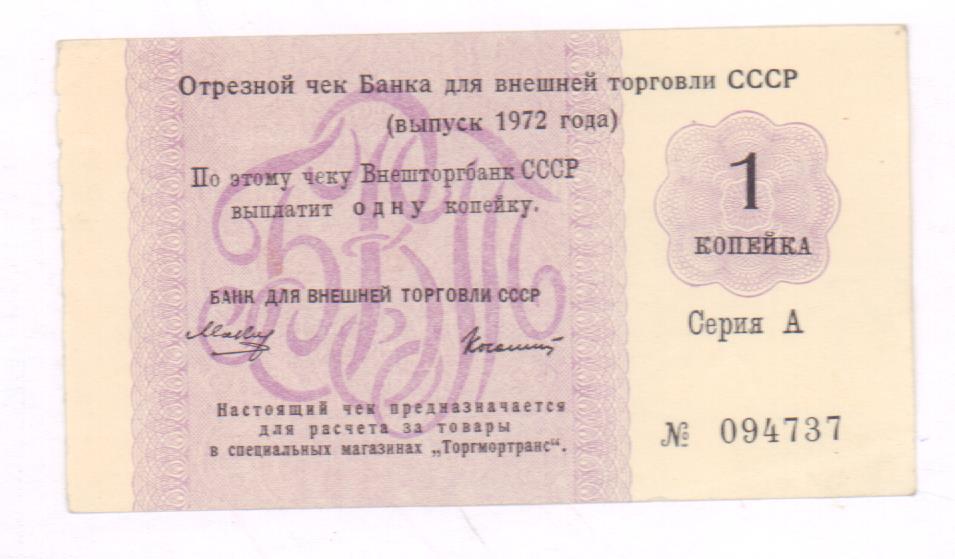 Отрезной чек Банка для внешней торговли СССР
(выпуск 1972 года)
По этому чеку Внешторгбанк СССР
выплатит одну копейку.
1
КОПЕЙКА
БАНК ДЛЯ ВНЕШНЕЙ ТОРГОВЛИ СССР
Серия А
Настоящий чек предназначается
для расчета за товары
в специальных магазинах „Торгмортранс“.
№ 094737